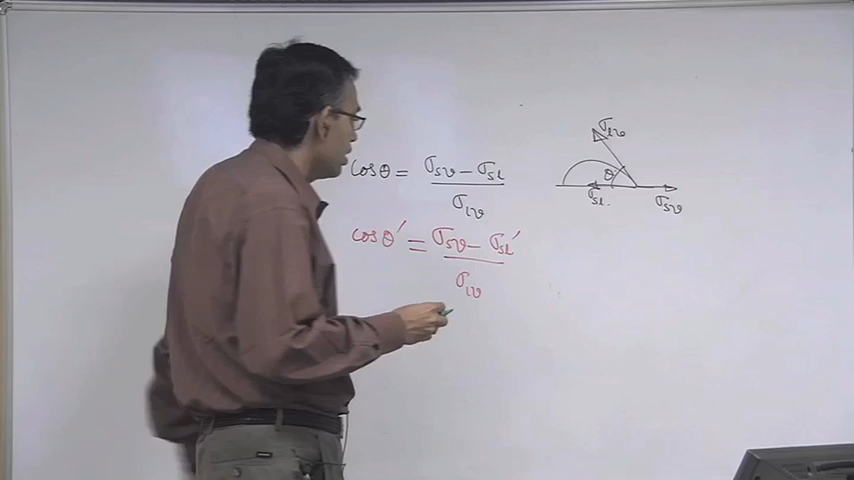 cosθ = σsv − σsl / σlv
cosθ′ = σsv − σsl′ / σlv
σlv
θ
σsl.
σsv